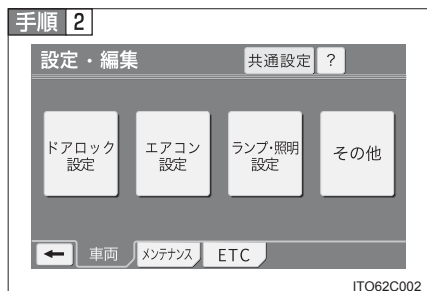 手順 2
設定・編集 共通設定 ?
ドアロック
設定
エアコン
設定
ランプ・照明
設定
その他
車両 メンテナンス ETC
ITO62C002